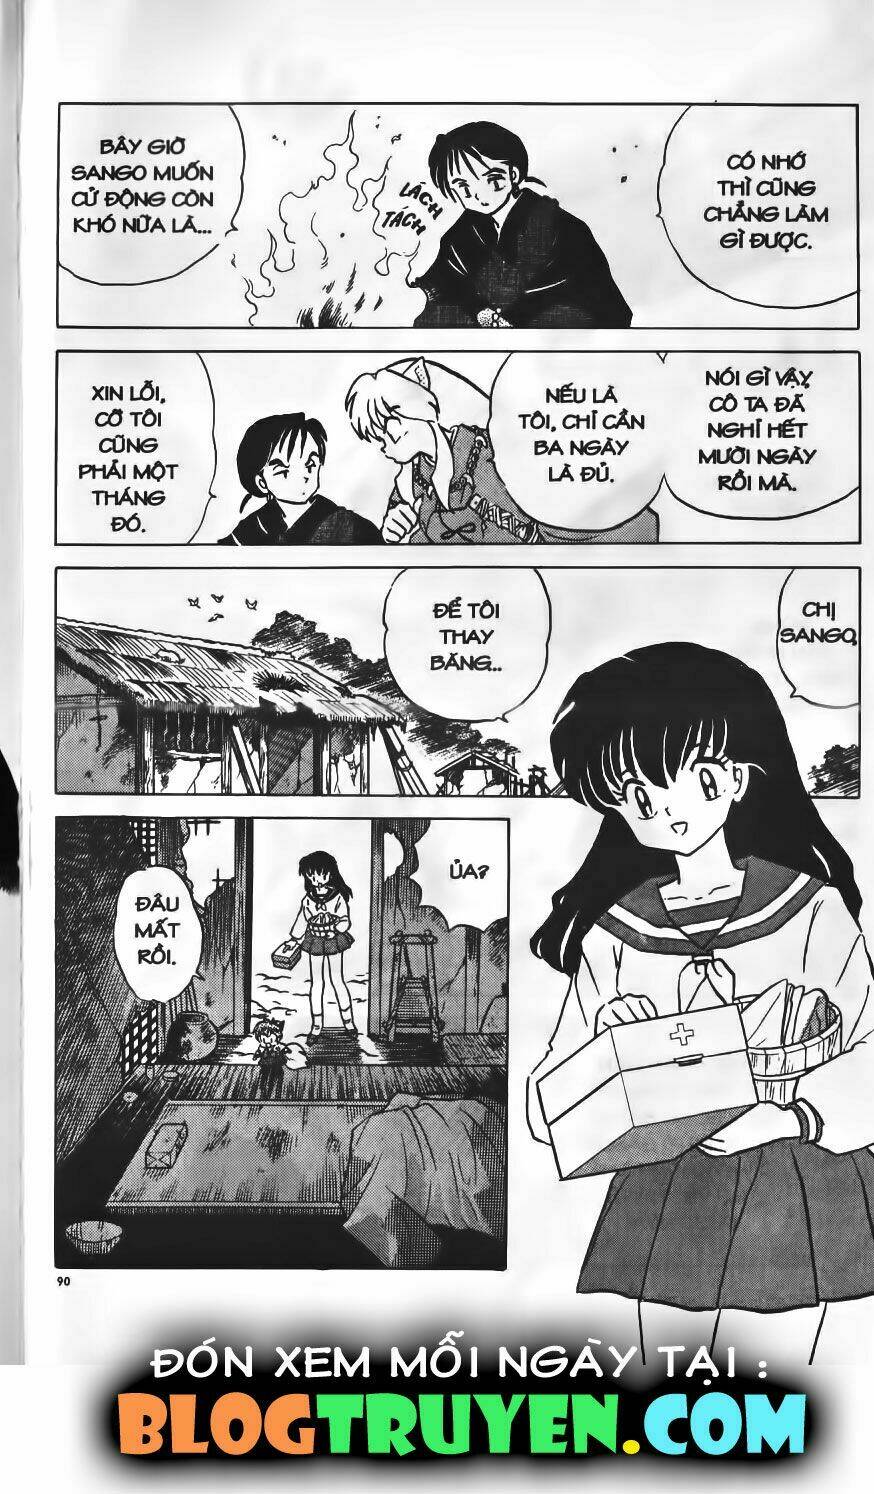 CÓ NHỚ
THÌ CŨNG
CHẲNG LÀM
GÌ ĐƯỢC.
LÁCH
TÁCH
BÂY GIỜ
SANGO MUỐN
CỬ ĐỘNG CÒN
KHÓ NỮA LÀ...
NÓI GÌ VẬY,
CÔ TA ĐÃ
NGHỈ HẾT
MƯỜI NGÀY
RỒI MÀ.
NẾU LÀ
TÔI, CHỈ CẦN
BA NGÀY
LÀ ĐỦ.
XIN LỖI,
CỠ TÔI
CŨNG
PHẢI MỘT
THÁNG
ĐÓ.
CHỊ
SANGO,
ĐỂ TÔI
THAY
BĂNG...
ỦA?
ĐÂU
MẤT
RỒI.
90
ĐÓN XEM MỖI NGÀY TẠI :
BLOGTRUYEN.COM